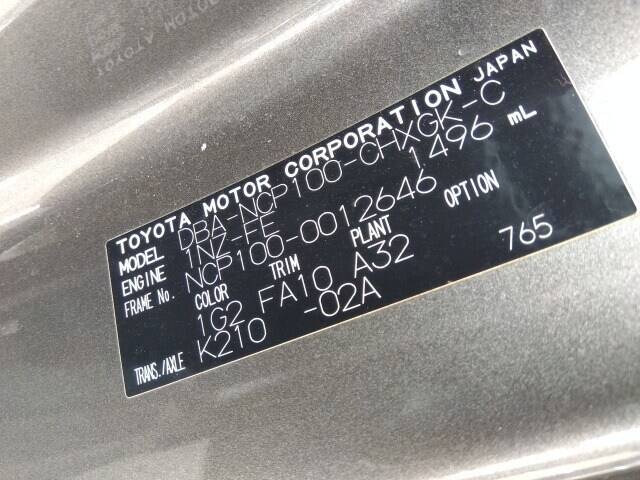 TOYOTA MOTOR CORPORATION JAPAN
MODEL DBA-NCP100-CHXGK-C
ENGINE 1NZ-FE 1496 mL
FRAME No. NCP100-0012646
COLOR TRIM PLANT OPTION
1G2 FA10 A32 765
TRANS./AXLE K210 -02A